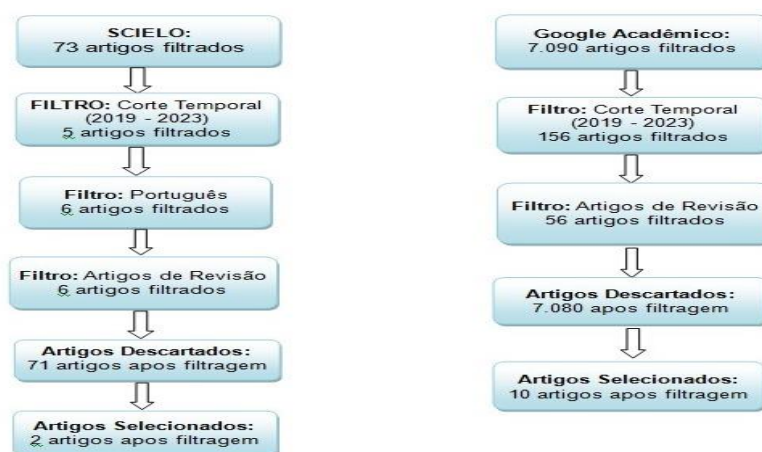 SCIELO:
73 artigos filtrados
FILTRO: Corte Temporal
(2019 - 2023)
5 artigos filtrados
Filtro: Português
6 artigos filtrados
Filtro: Artigos de Revisão
6 artigos filtrados
Artigos Descartados:
71 artigos apos filtragem
Artigos Selecionados:
2 artigos apos filtragem
Google Acadêmico:
7.090 artigos filtrados
Filtro: Corte Temporal
(2019 - 2023)
156 artigos filtrados
Filtro: Artigos de Revisão
56 artigos filtrados
Artigos Descartados:
7.080 apos filtragem
Artigos Selecionados:
10 artigos apos filtragem